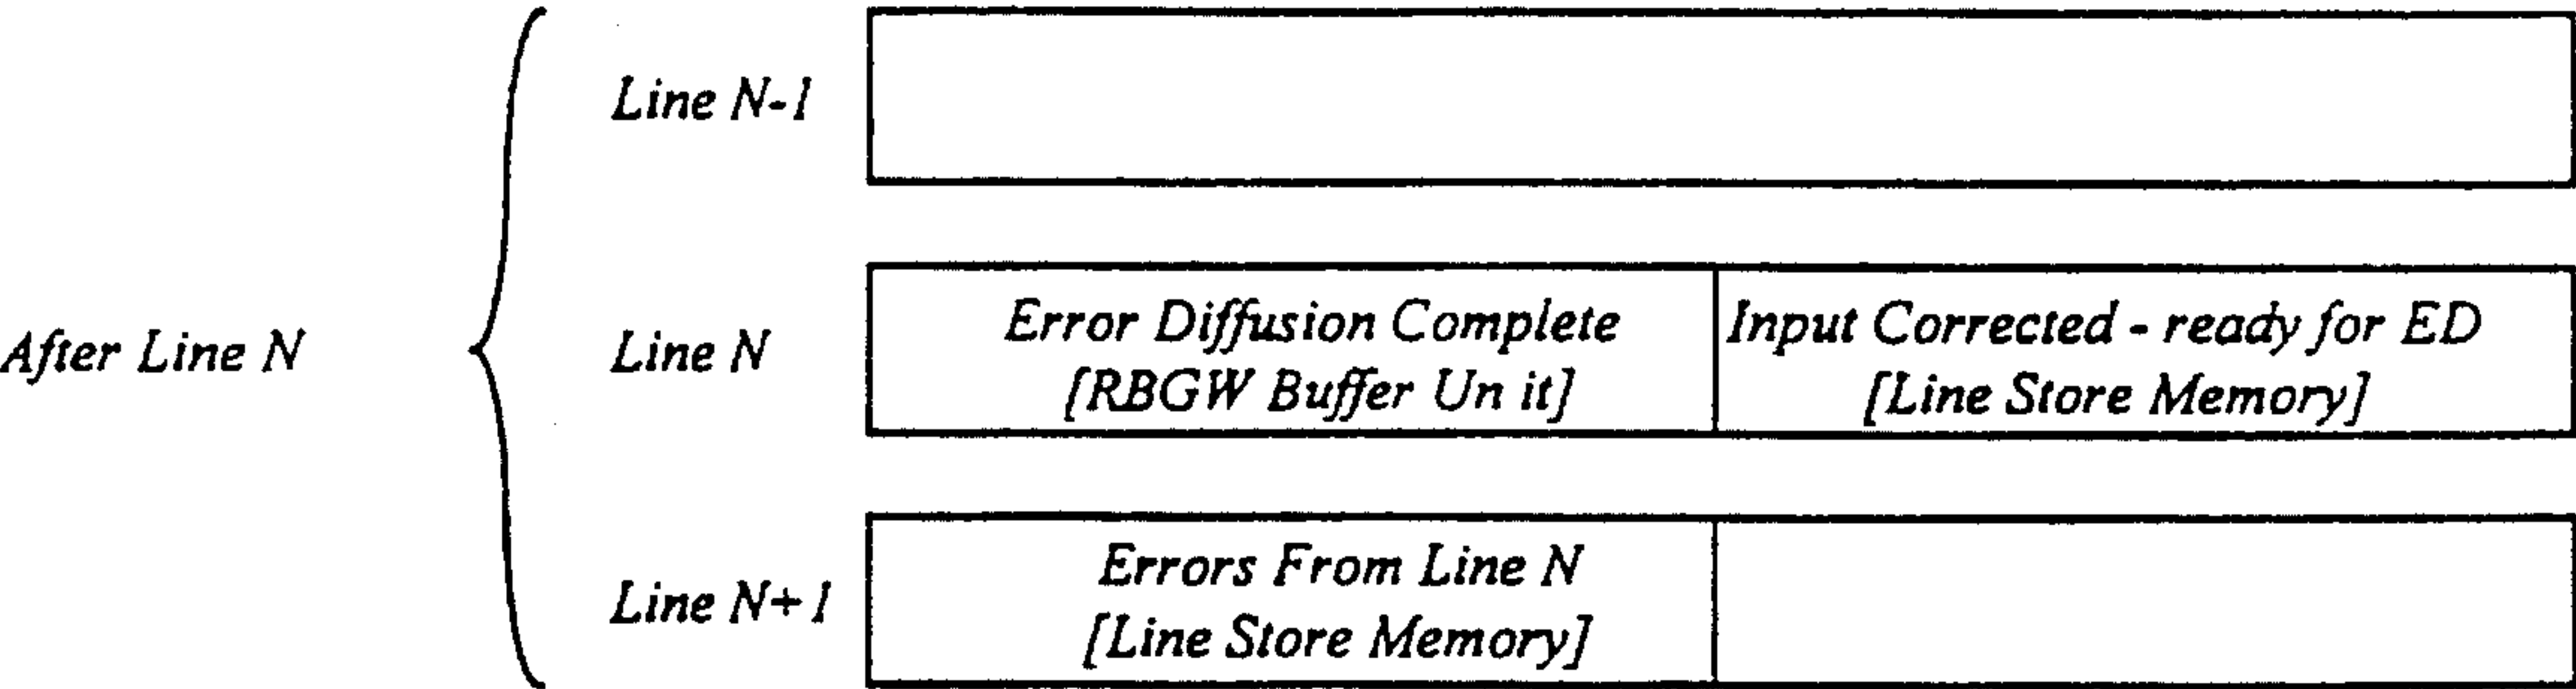 Line N-1
After Line N
Line N
Error Diffusion Complete
[RBGW Buffer Un it]
Input Corrected - ready for ED
[Line Store Memory]
Line N+1
Errors From Line N
[Line Store Memory]